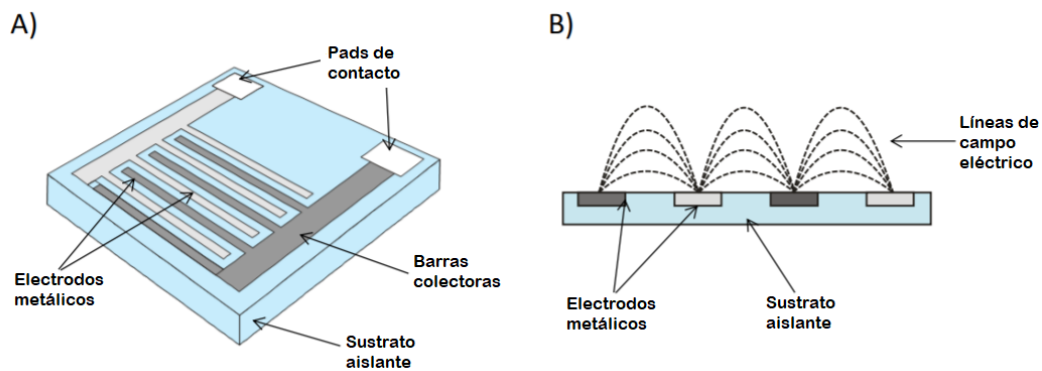 A)
Pads de
contacto
Electrodos
metálicos
Barras
colectoras
Sustrato
aislante
B)
Líneas de
campo
eléctrico
Electrodos
metálicos
Sustrato
aislante